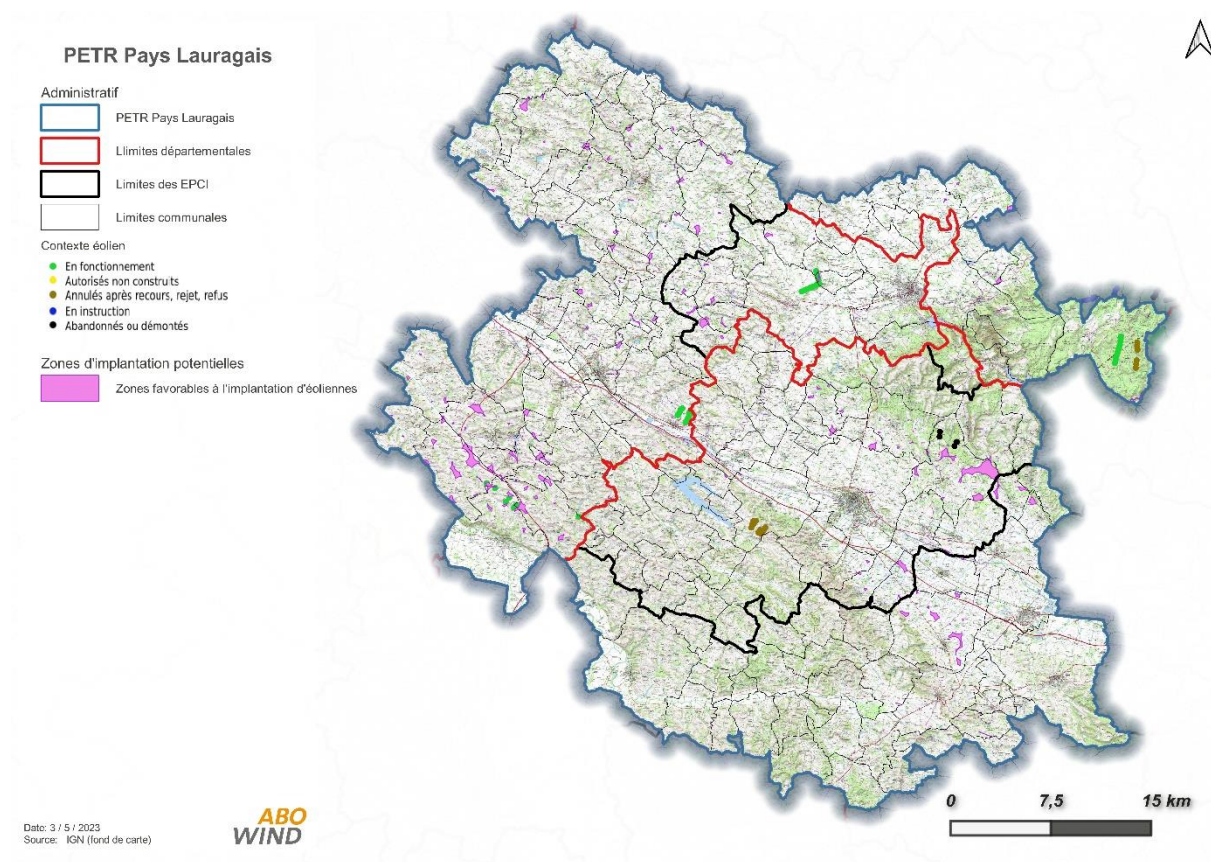 PETR Pays Lauragais
Administratif
PETR Pays Lauragais
Llimites départementales
Limites des EPCI
Limites communales
Contexte éolien
En fonctionnement
Autorisés non construits
Annulés après recours, rejet, refus
En instruction
Abandonnés ou démontés
Zones d'implantation potentielles
Zones favorables à l'implantation d'éoliennes
0 7,5 15 km
ABO
WIND
Date: 3 / 5 / 2023
Source: IGN (fond de carte)